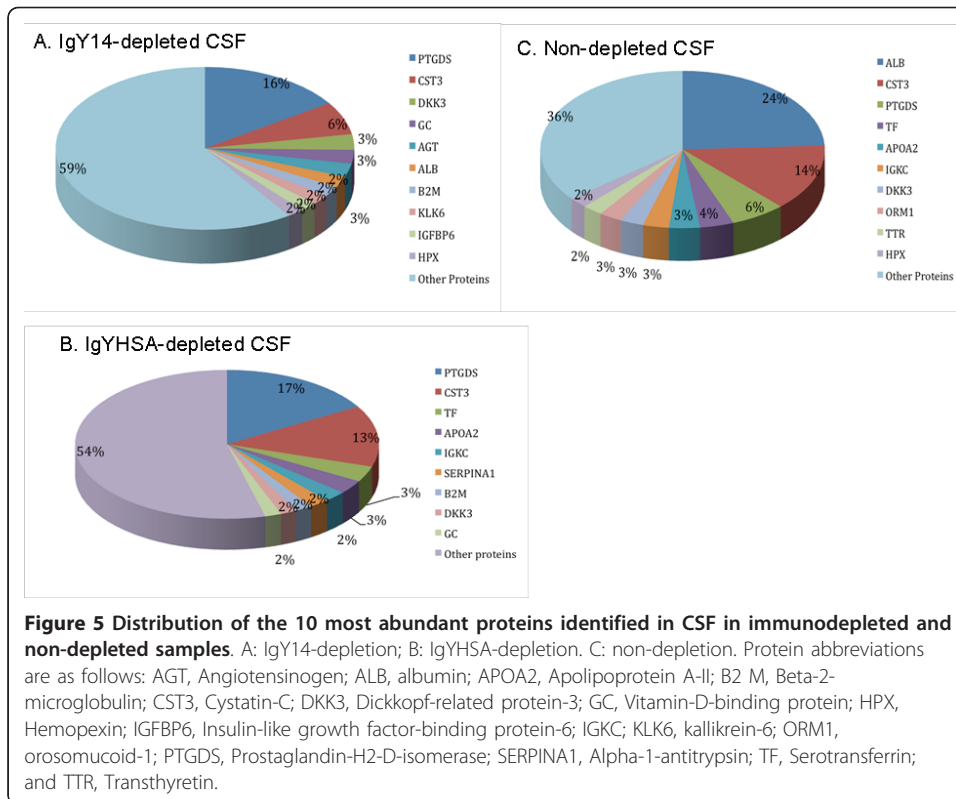 A. IgY14-depleted CSF
16%
6%
3%
3%
2%
2%
2%
2%
2%
2%
3%
59%
PTGDS
CST3
DKK3
GC
AGT
ALB
B2M
KLK6
IGFBP6
HPX
Other Proteins
C. Non-depleted CSF
24%
14%
6%
4%
3%
3%
3%
3%
2%
2%
36%
ALB
CST3
PTGDS
TF
APOA2
IGKC
DKK3
ORM1
TTR
HPX
Other Proteins
B. IgYHSA-depleted CSF
17%
13%
3%
3%
2%
2%
2%
2%
2%
54%
PTGDS
CST3
TF
APOA2
IGKC
SERPINA1
B2M
DKK3
GC
Other proteins
Figure 5 Distribution of the 10 most abundant proteins identified in CSF in immunodepleted and
non-depleted samples. A: IgY14-depletion; B: IgYHSA-depletion. C: non-depletion. Protein abbreviations
are as follows: AGT, Angiotensinogen; ALB, albumin; APOA2, Apolipoprotein A-II; B2 M, Beta-2-
microglobulin; CST3, Cystatin-C; DKK3, Dickkopf-related protein-3; GC, Vitamin-D-binding protein; HPX,
Hemopexin; IGFBP6, Insulin-like growth factor-binding protein-6; IGKC; KLK6, kallikrein-6; ORM1,
orosomucoid-1; PTGDS, Prostaglandin-H2-D-isomerase; SERPINA1, Alpha-1-antitrypsin; TF, Serotransferrin;
and TTR, Transthyretin.